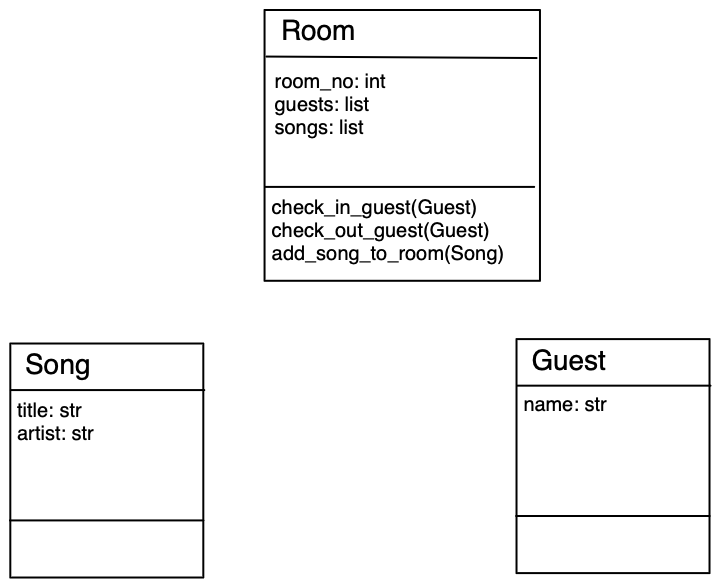 Room
room_no: int
guests: list
songs: list
check_in_guest(Guest)
check_out_guest(Guest)
add_song_to_room(Song)
Song
title: str
artist: str
Guest
name: str